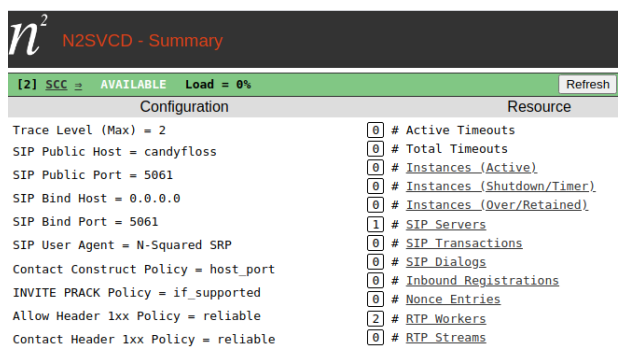 n²
N2SVCD - Summary
[2] SCC ⇒ AVAILABLE Load = 0% Refresh
Configuration Resource
Trace Level (Max) = 2
SIP Public Host = candyfloss
SIP Public Port = 5061
SIP Bind Host = 0.0.0.0
SIP Bind Port = 5061
SIP User Agent = N-Squared SRP
Contact Construct Policy = host_port
INVITE PRACK Policy = if_supported
Allow Header 1xx Policy = reliable
Contact Header 1xx Policy = reliable
0 # Active Timeouts
0 # Total Timeouts
0 # Instances (Active)
0 # Instances (Shutdown/Timer)
0 # Instances (Over/Retained)
1 # SIP Servers
0 # SIP Transactions
0 # SIP Dialogs
0 # Inbound Registrations
0 # Nonce Entries
2 # RTP Workers
0 # RTP Streams